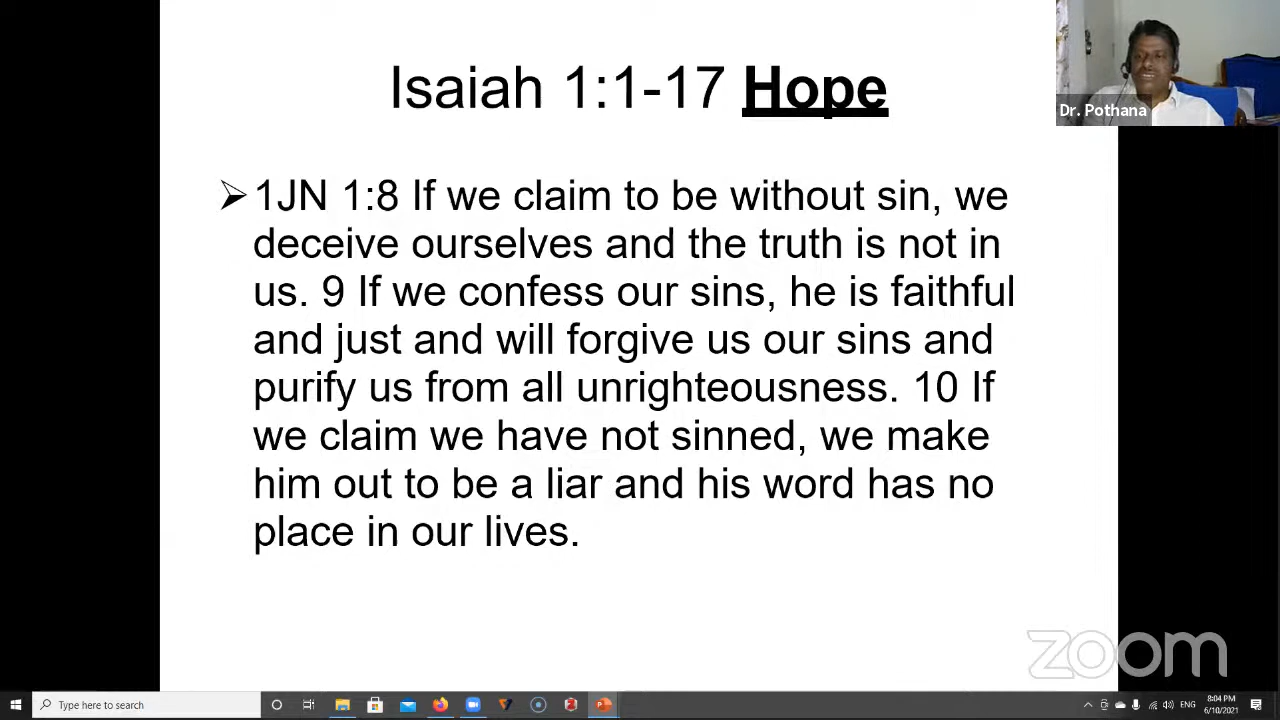 Isaiah 1:1-17 Hope
Dr. Pothana
➢1JN 1:8 If we claim to be without sin, we
deceive ourselves and the truth is not in
us. 9 If we confess our sins, he is faithful
and just and will forgive us our sins and
purify us from all unrighteousness. 10 If
we claim we have not sinned, we make
him out to be a liar and his word has no
place in our lives.
zoom
Type here to search
ENG
8:04 PM
6/10/2021